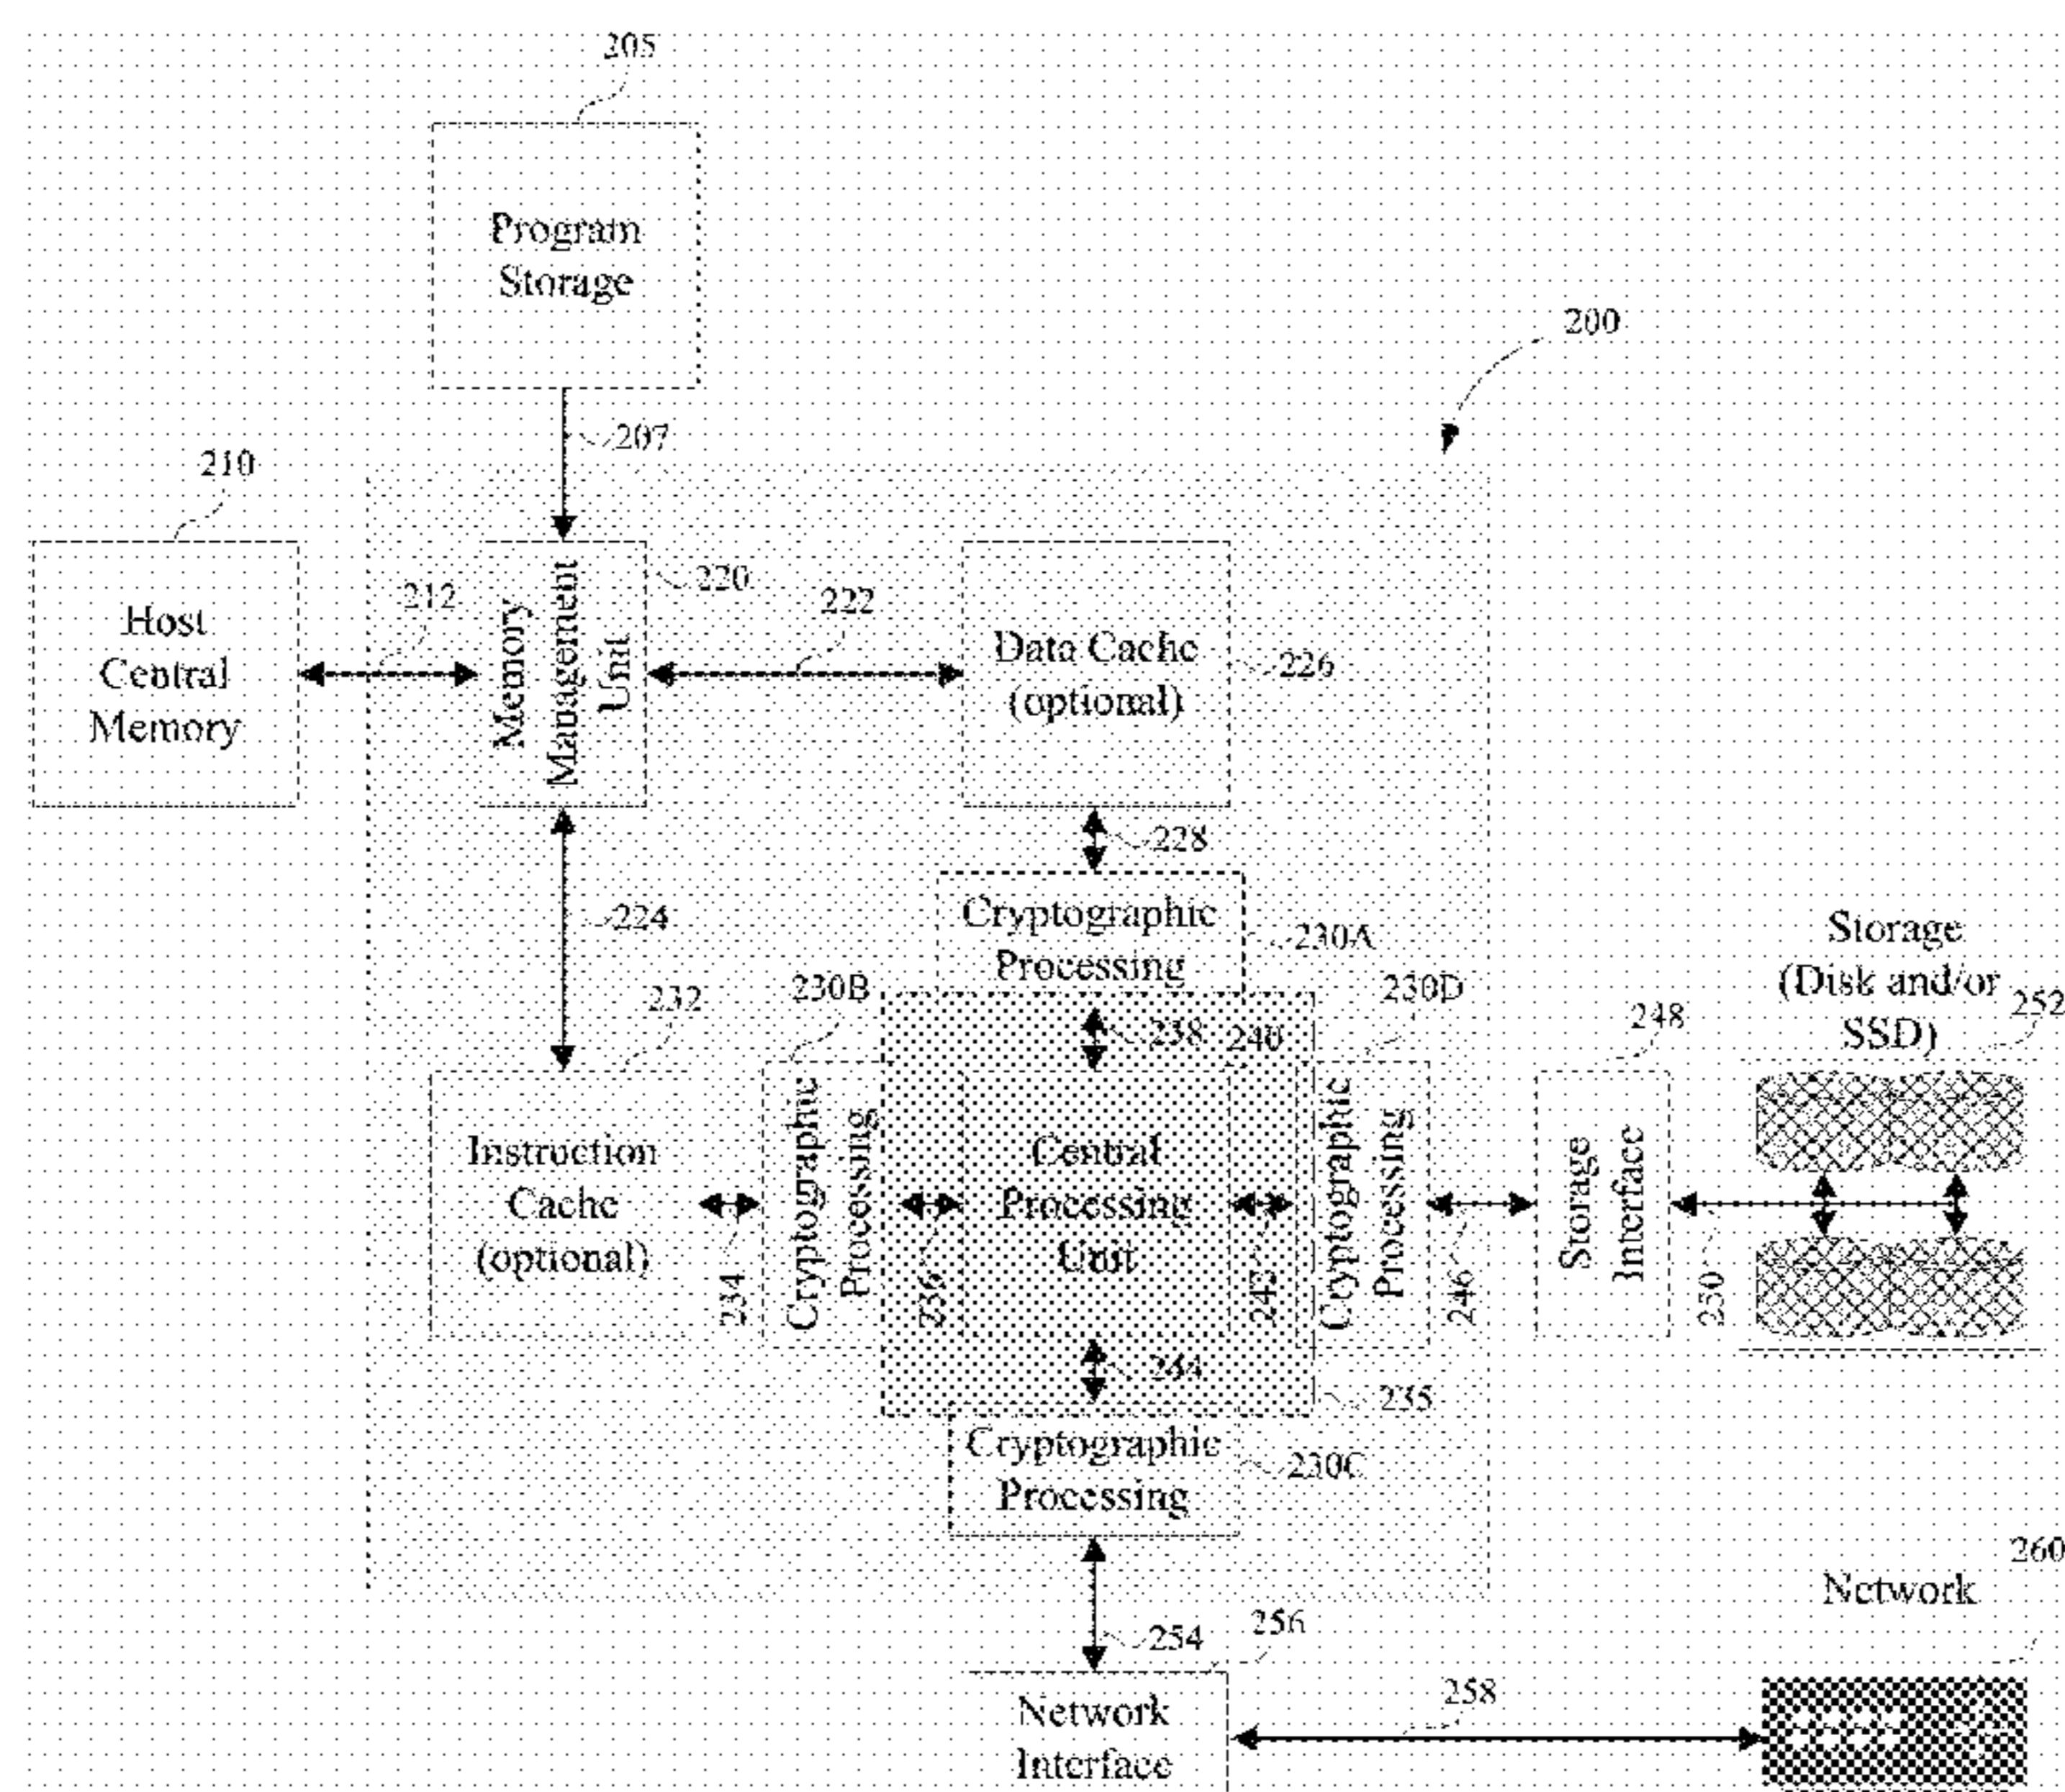 205
Program
Storage
200
207
210
Host
Central
Memory
212
Memory
Management
Unit
220
222
Data Cache
(optional)
226
228
224
Cryptographic
Processing
230A
232
230B
230D
248
Storage
(Disk and/or
SSD)
252
238
240
Instruction
Cache
(optional)
234
Cryptographic
Processing
236
Central
Processing
Unit
242
Cryptographic
Processing
246
Storage
Interface
250
244
235
Cryptographic
Processing
230C
260
Network
254
256
Network
Interface
258